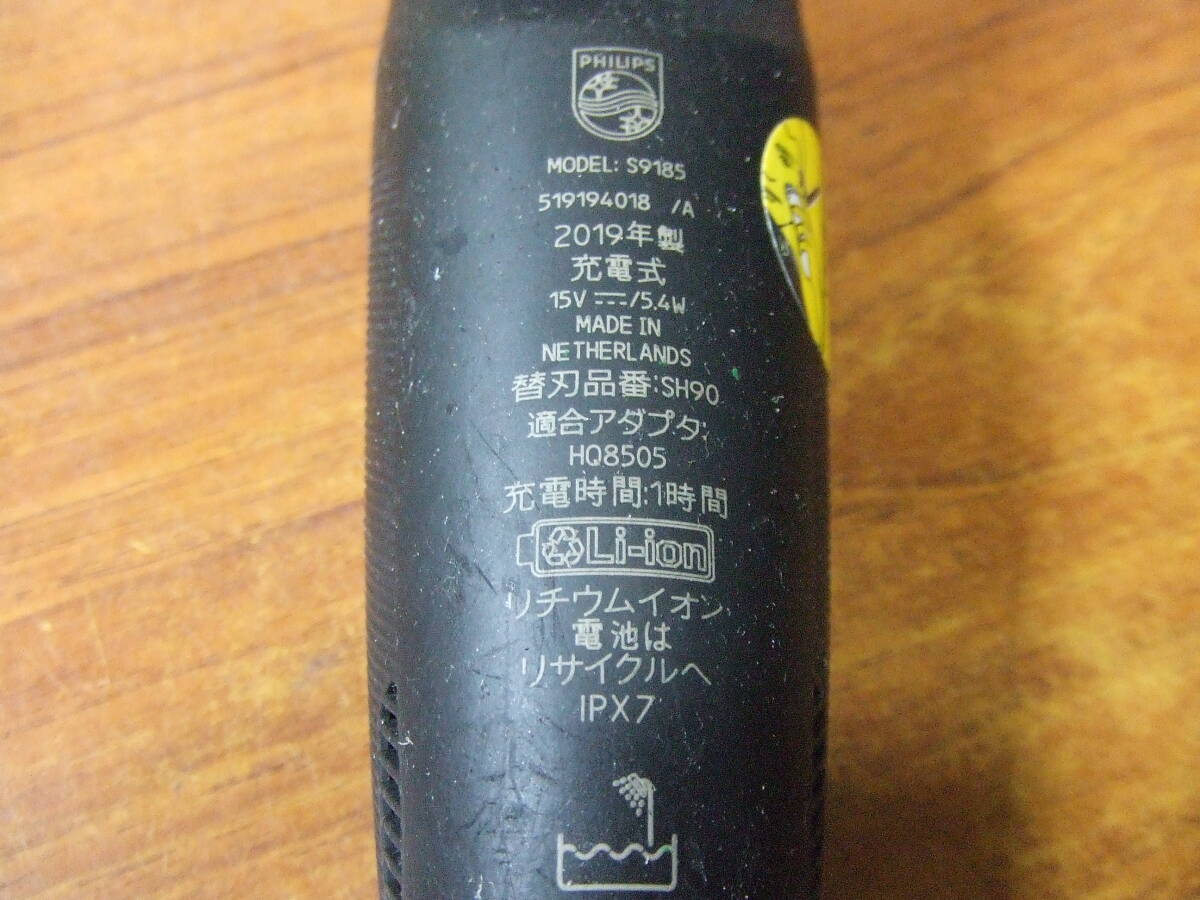 PHILIPS
MODEL: S9185
519194018 /A
2019年製
充電式
15V ⎓/5.4W
MADE IN
NETHERLANDS
替刃品番:SH90
適合アダプタ:
HQ8505
充電時間:1時間
Li-ion
リチウムイオン
電池は
リサイクルへ
IPX7